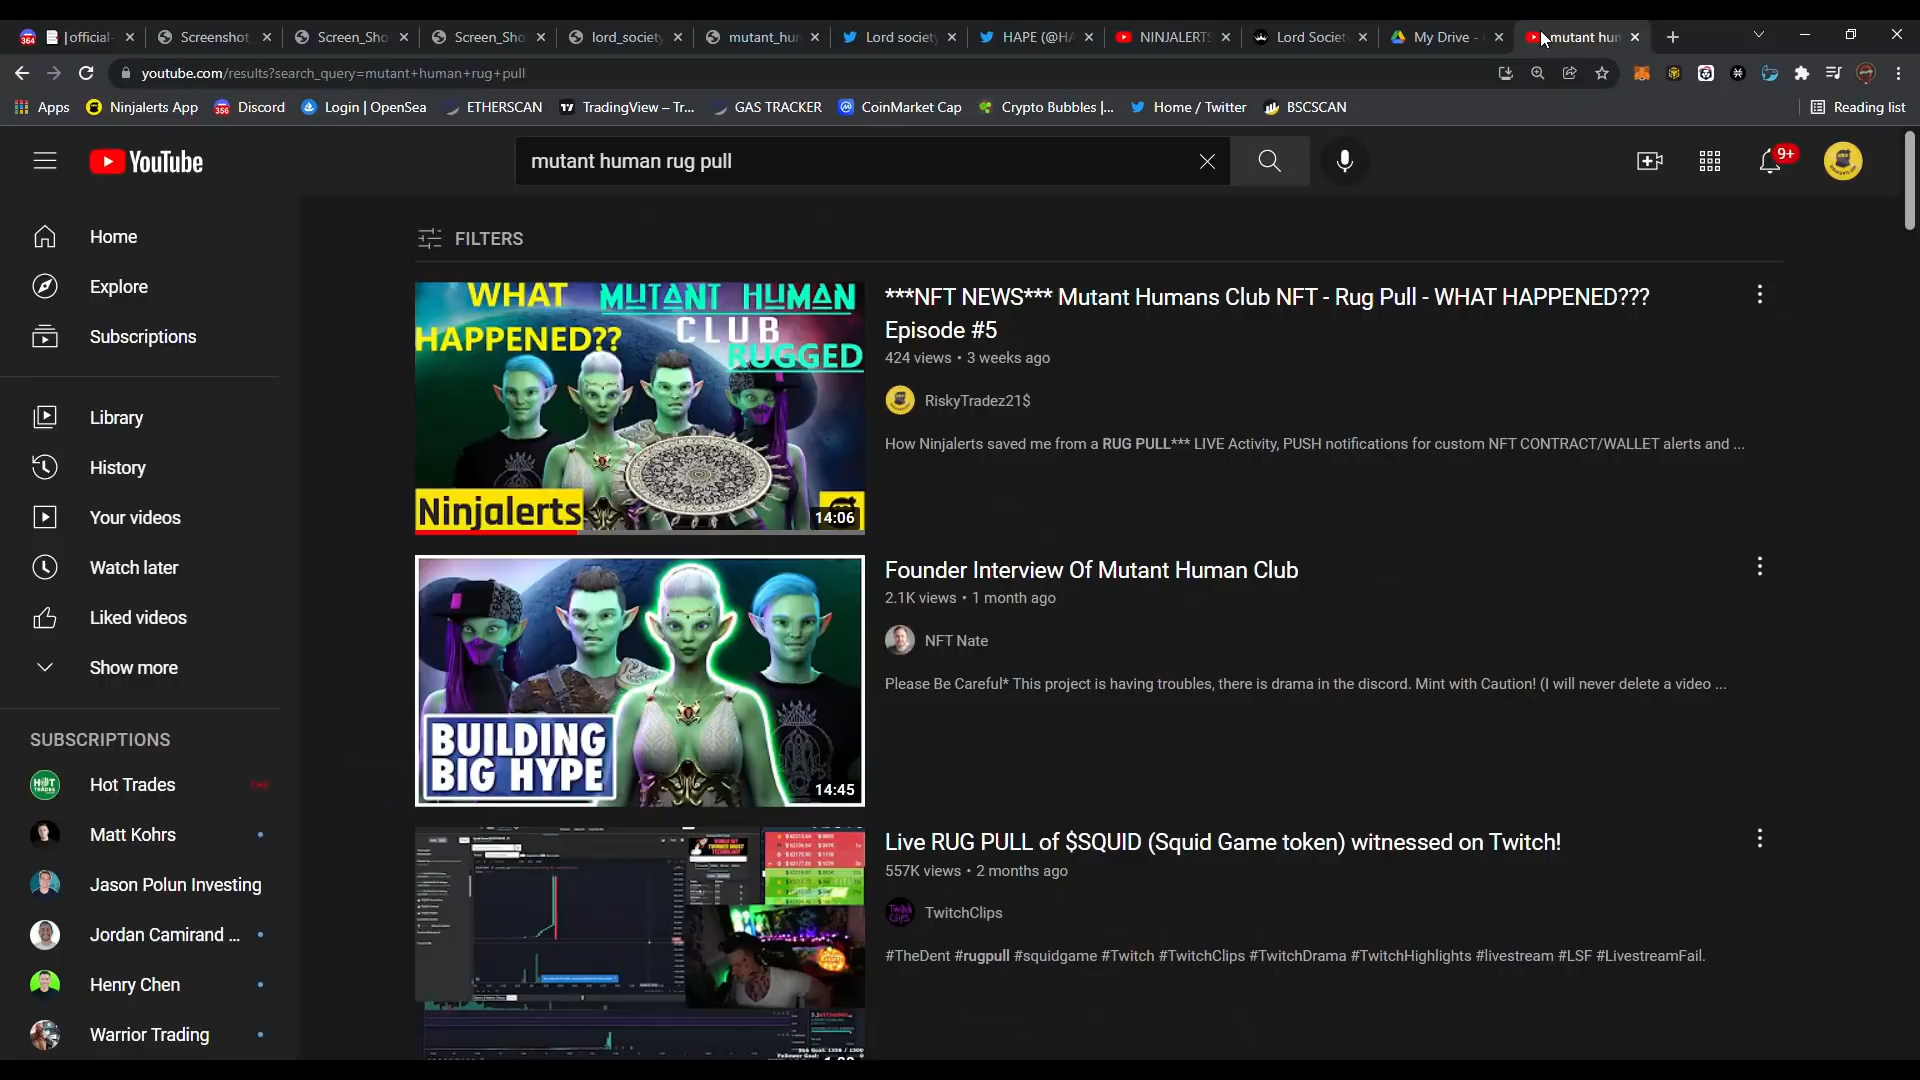 |official-
Screenshot_
Screen_Sho
Screen_Sho
lord_society
mutant_hu
Lord society
HAPE (@HA
NINJALERTS
Lord Societ
My Drive -
mutant hun
youtube.com/results?search_query=mutant+human+rug+pull
Apps
Ninjalerts App
Discord
Login | OpenSea
ETHERSCAN
TradingView – Tr...
GAS TRACKER
CoinMarket Cap
Crypto Bubbles |...
Home / Twitter
BSCSCAN
Reading list
YouTube
mutant human rug pull
9+
Home
Explore
Subscriptions
Library
History
Your videos
Watch later
Liked videos
Show more
SUBSCRIPTIONS
Hot Trades
Matt Kohrs
Jason Polun Investing
Jordan Camirand ...
Henry Chen
Warrior Trading
FILTERS
WHAT
HAPPENED??
MUTANT HUMAN
CLUB
RUGGED
Ninjalerts
14:06
***NFT NEWS*** Mutant Humans Club NFT - Rug Pull - WHAT HAPPENED???
Episode #5
424 views • 3 weeks ago
RiskyTradez21$
How Ninjalerts saved me from a RUG PULL*** LIVE Activity, PUSH notifications for custom NFT CONTRACT/WALLET alerts and ...
BUILDING
BIG HYPE
14:45
Founder Interview Of Mutant Human Club
2.1K views • 1 month ago
NFT Nate
Please Be Careful* This project is having troubles, there is drama in the discord. Mint with Caution! (I will never delete a video ...
Live RUG PULL of $SQUID (Squid Game token) witnessed on Twitch!
557K views • 2 months ago
TwitchClips
#TheDent #rugpull #squidgame #Twitch #TwitchClips #TwitchDrama #TwitchHighlights #livestream #LSF #LivestreamFail.